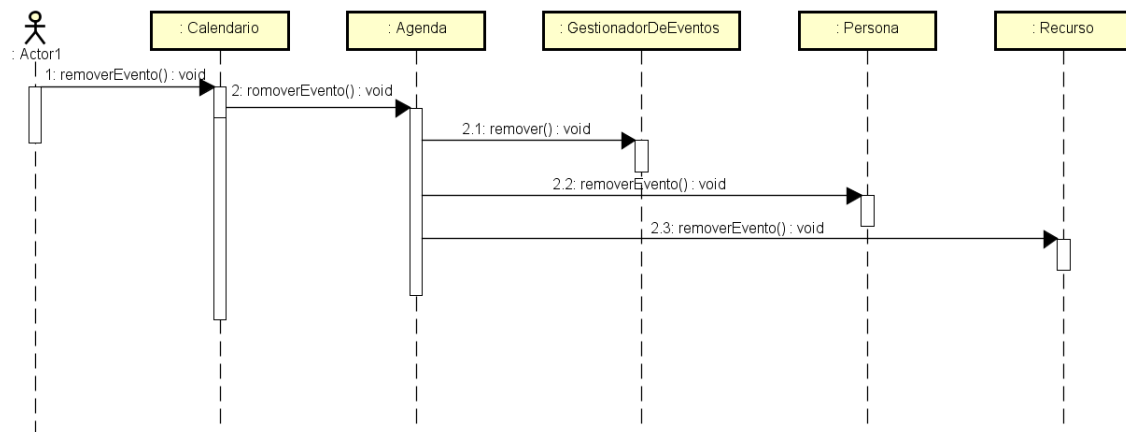 : Actor1
: Calendario
: Agenda
: GestionadorDeEventos
: Persona
: Recurso
1: removerEvento() : void
2: romoverEvento() : void
2.1: remover() : void
2.2: removerEvento() : void
2.3: removerEvento() : void